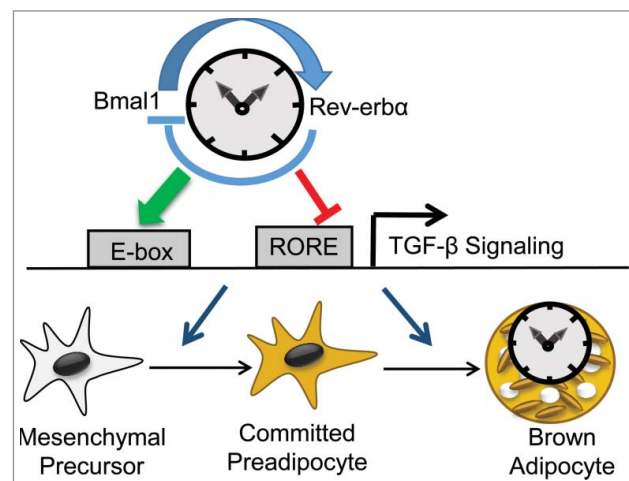 Bmal1
Rev-erbα
E-box
RORE
TGF-β Signaling
Mesenchymal
Precursor
Committed
Preadipocyte
Brown
Adipocyte